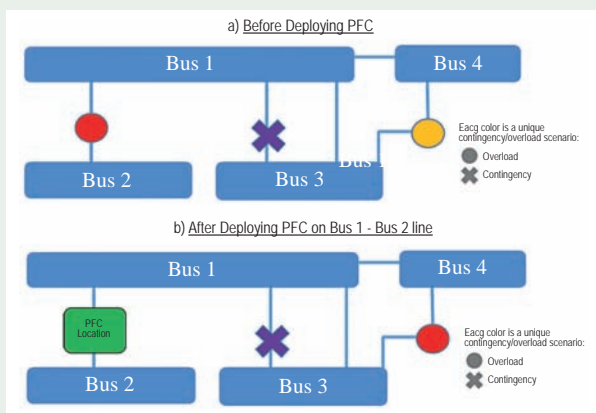 a) Before Deploying PFC
Bus 1
Bus 4
Eacg color is a unique
contingency/overload scenario:
Overload
Contingency
Bus 1
Bus 2
Bus 3
b) After Deploying PFC on Bus 1 - Bus 2 line
Bus 1
Bus 4
PFC
Location
Eacg color is a unique
contingency/overload scenario:
Overload
Contingency
Bus 2
Bus 3